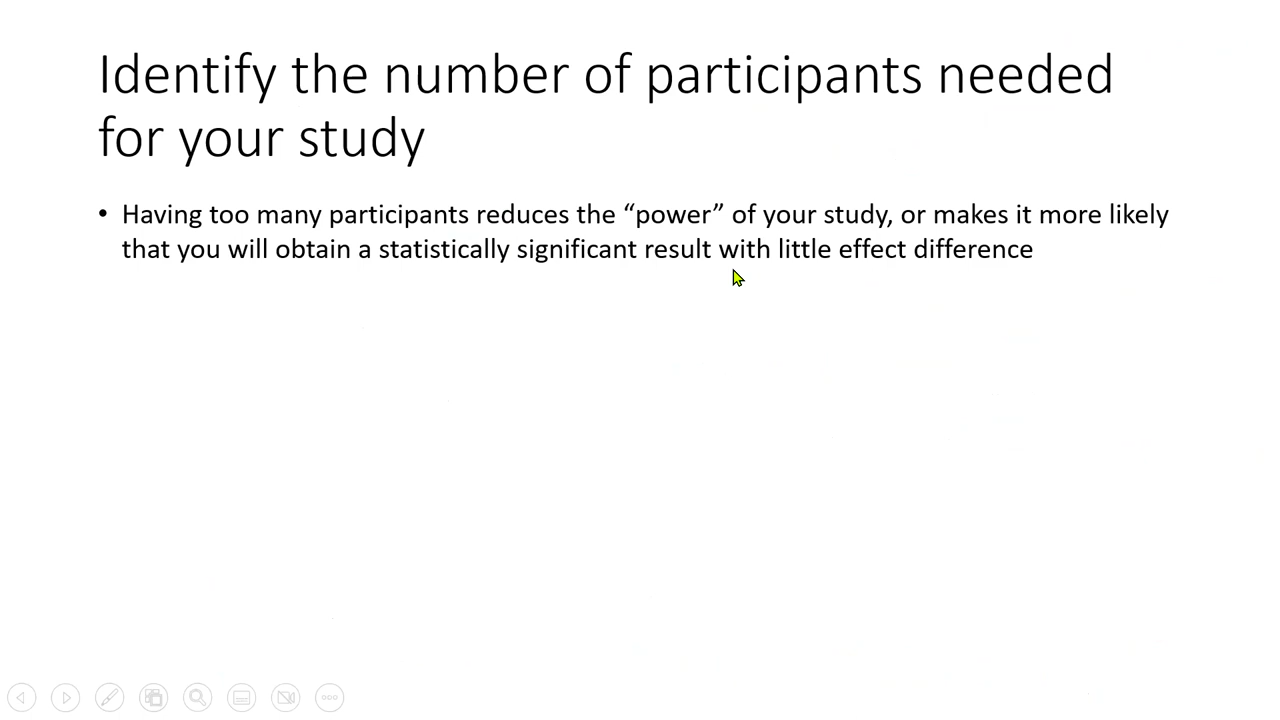 Identify the number of participants needed
for your study
• Having too many participants reduces the “power” of your study, or makes it more likely
that you will obtain a statistically significant result with little effect difference